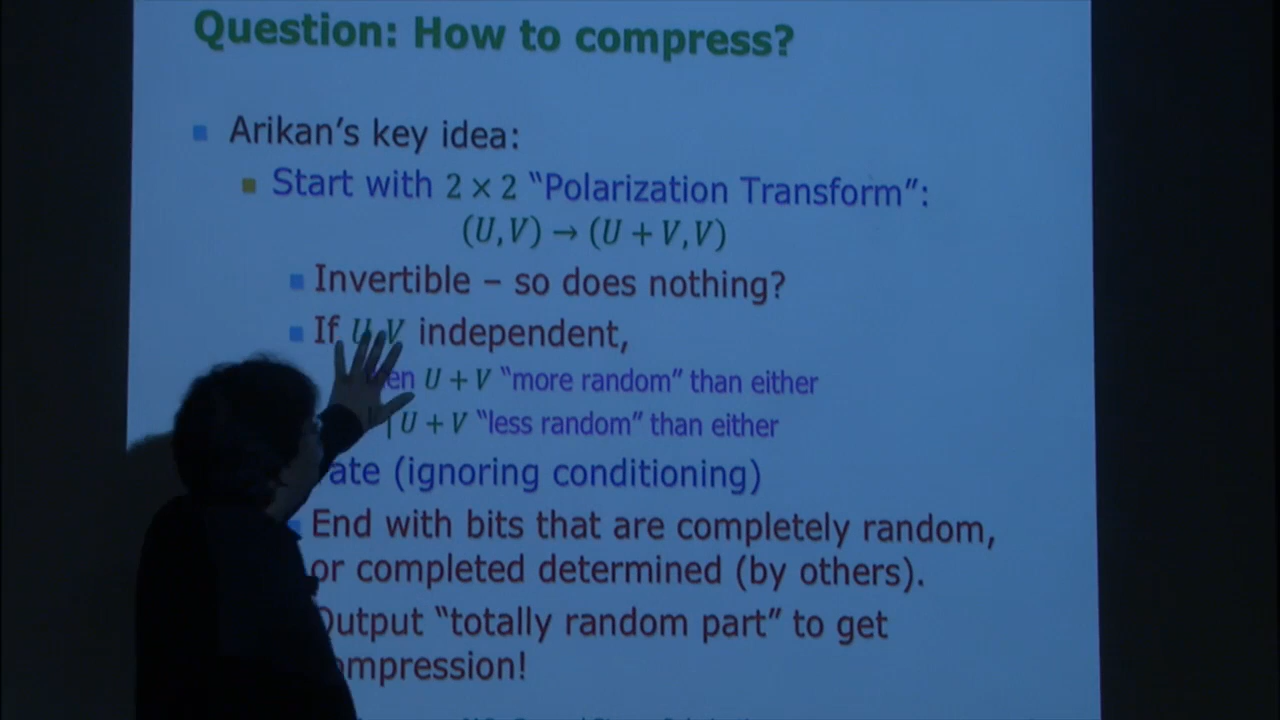 Question: How to compress?
Arikan's key idea:
Start with 2 × 2 “Polarization Transform”:
(U, V) → (U + V, V)
Invertible – so does nothing?
If U, V independent,
en U + V “more random” than either
| U + V “less random” than either
ate (ignoring conditioning)
End with bits that are completely random,
or completed determined (by others).
Output “totally random part” to get
mpression!